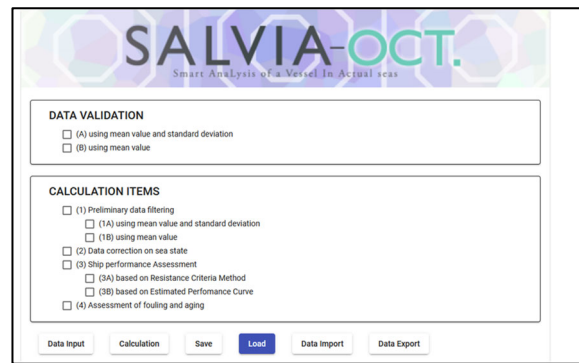 SALVIA-OCT.
Smart AnaLysis of a Vessel In Actual seas
DATA VALIDATION
(A) using mean value and standard deviation
(B) using mean value
CALCULATION ITEMS
(1) Preliminary data filtering
(1A) using mean value and standard deviation
(1B) using mean value
(2) Data correction on sea state
(3) Ship performance Assessment
(3A) based on Resistance Criteria Method
(3B) based on Estimated Perfomance Curve
(4) Assessment of fouling and aging
Data Input Calculation Save Load Data Import Data Export